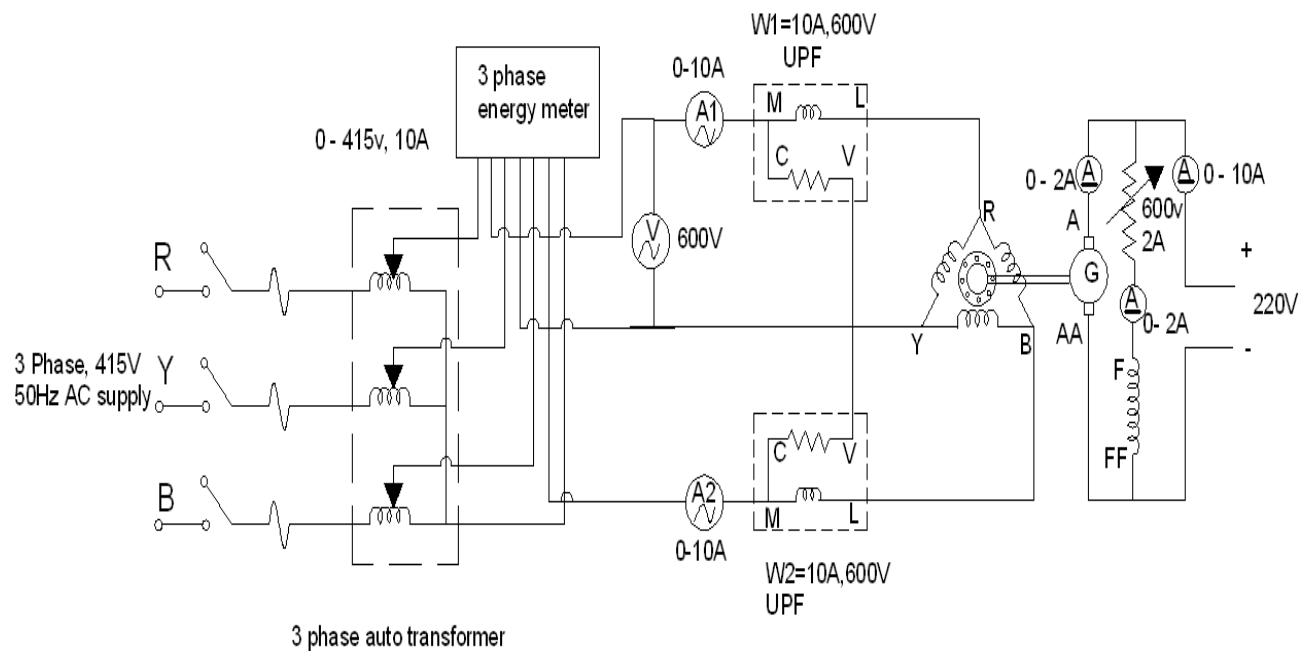 W1=10A,600V
UPF
0-10A
3 phase
energy meter
A1
M
L
0 - 415v, 10A
C
V
0 - 2A
A
A
0 - 10A
R
V
600V
R
A
600v
2A
+
G
A
220V
3 Phase, 415V
50Hz AC supply
Y
Y
B
AA
0- 2A
-
F
C
V
FF
B
A2
M
L
0-10A
W2=10A,600V
UPF
3 phase auto transformer